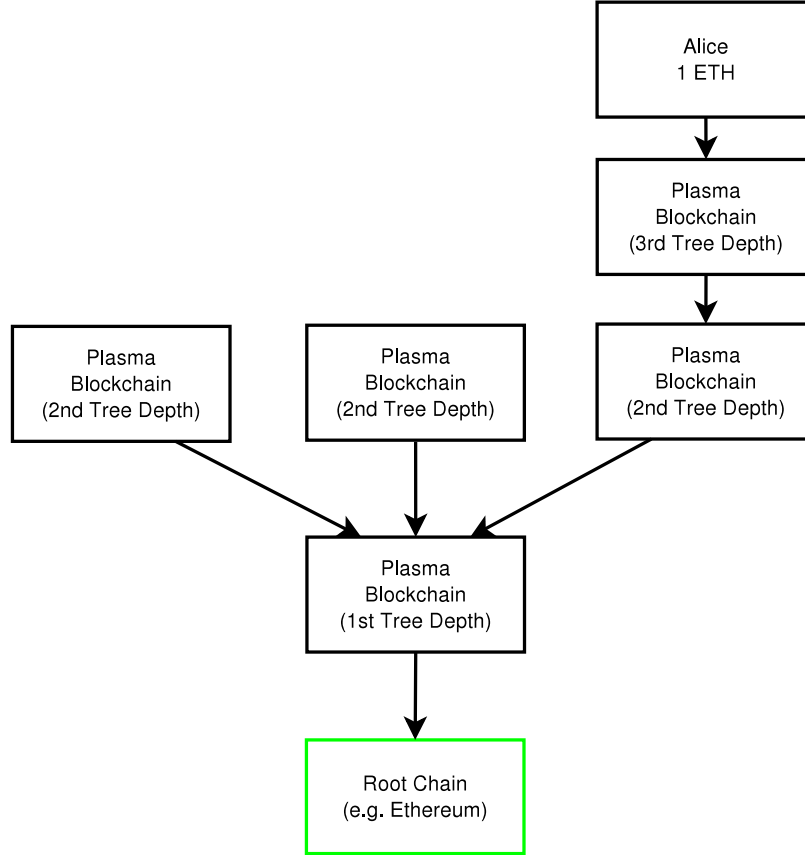 Alice
1 ETH
Plasma
Blockchain
(3rd Tree Depth)
Plasma
Blockchain
(2nd Tree Depth)
Plasma
Blockchain
(2nd Tree Depth)
Plasma
Blockchain
(2nd Tree Depth)
Plasma
Blockchain
(1st Tree Depth)
Root Chain
(e.g. Ethereum)